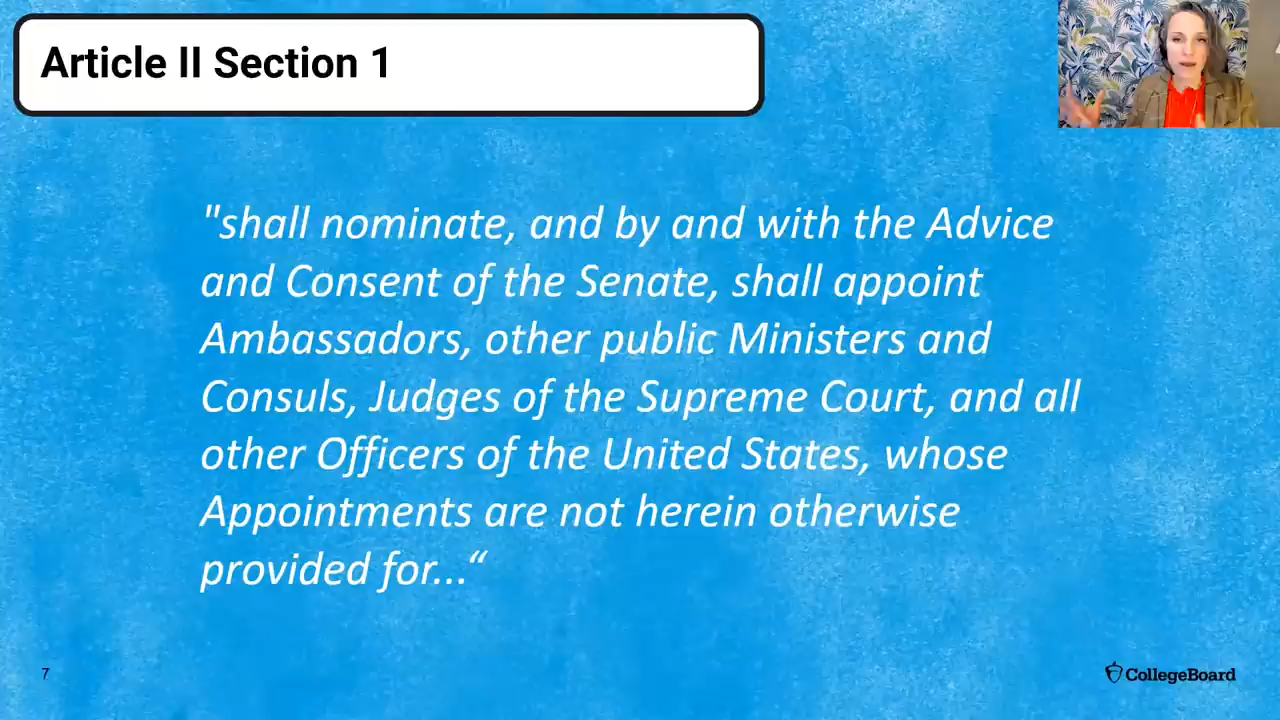 Article II Section 1
"shall nominate, and by and with the Advice
and Consent of the Senate, shall appoint
Ambassadors, other public Ministers and
Consuls, Judges of the Supreme Court, and all
other Officers of the United States, whose
Appointments are not herein otherwise
provided for...“
7
CollegeBoard